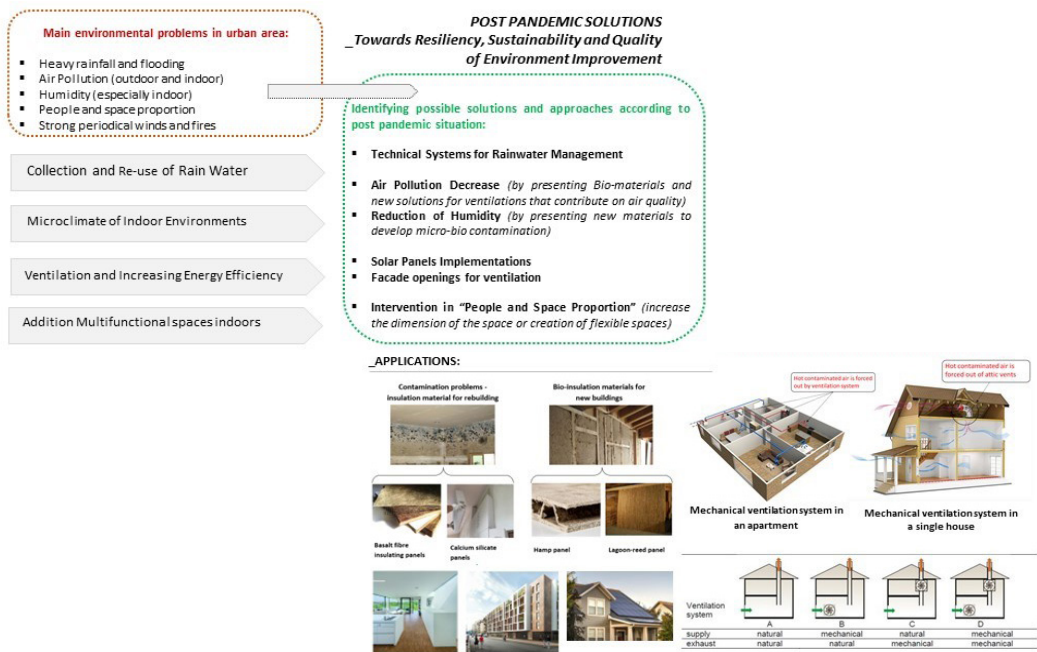 Main environmental problems in urban area:
▪ Heavy rainfall and flooding
▪ Air Pollution (outdoor and indoor)
▪ Humidity (especially indoor)
▪ People and space proportion
▪ Strong periodical winds and fires
Collection and Re-use of Rain Water
Microclimate of Indoor Environments
Ventilation and Increasing Energy Efficiency
Addition Multifunctional spaces indoors
POST PANDEMIC SOLUTIONS
_Towards Resiliency, Sustainability and Quality
of Environment Improvement
Identifying possible solutions and approaches according to
post pandemic situation:
▪ Technical Systems for Rainwater Management
▪ Air Pollution Decrease (by presenting Bio-materials and
new solutions for ventilations that contribute on air quality)
▪ Reduction of Humidity (by presenting new materials to
develop micro-bio contamination)
▪ Solar Panels Implementations
▪ Facade openings for ventilation
▪ Intervention in “People and Space Proportion” (increase
the dimension of the space or creation of flexible spaces)
_APPLICATIONS:
Contamination problems -
insulation material for rebuilding
Bio-insulation materials for
new buildings
Basalt fibre
insulating panels
Calcium silicate
panels
Hamp panel
Lagoon-reed panel
Hot contaminated air is forced
out by ventilation system
Hot contaminated air is
forced out of attic vents
Mechanical ventilation system in
an apartment
Mechanical ventilation system in
a single house
Ventilation
system
A B C D
supply natural mechanical natural mechanical
exhaust natural natural mechanical mechanical